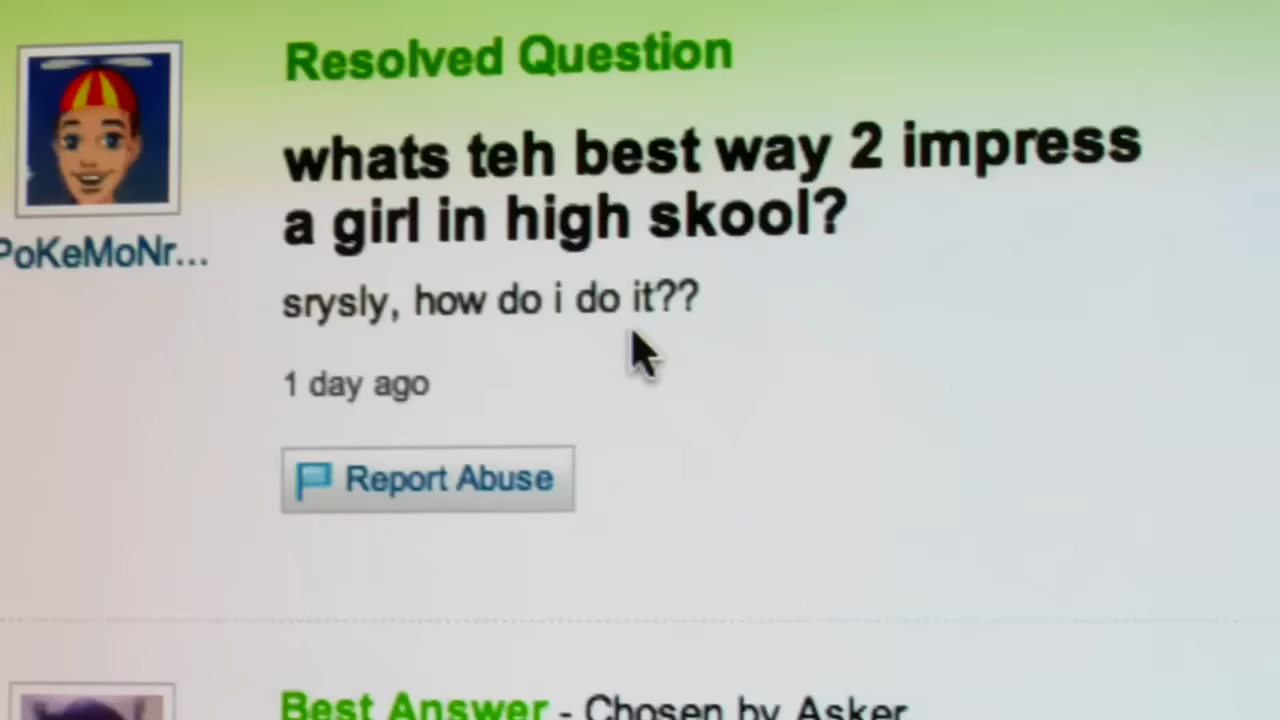 Resolved Question
whats teh best way 2 impress
a girl in high skool?
PoKeMoNr...
srysly, how do i do it??
1 day ago
Report Abuse
Best Answer - Chosen by Asker